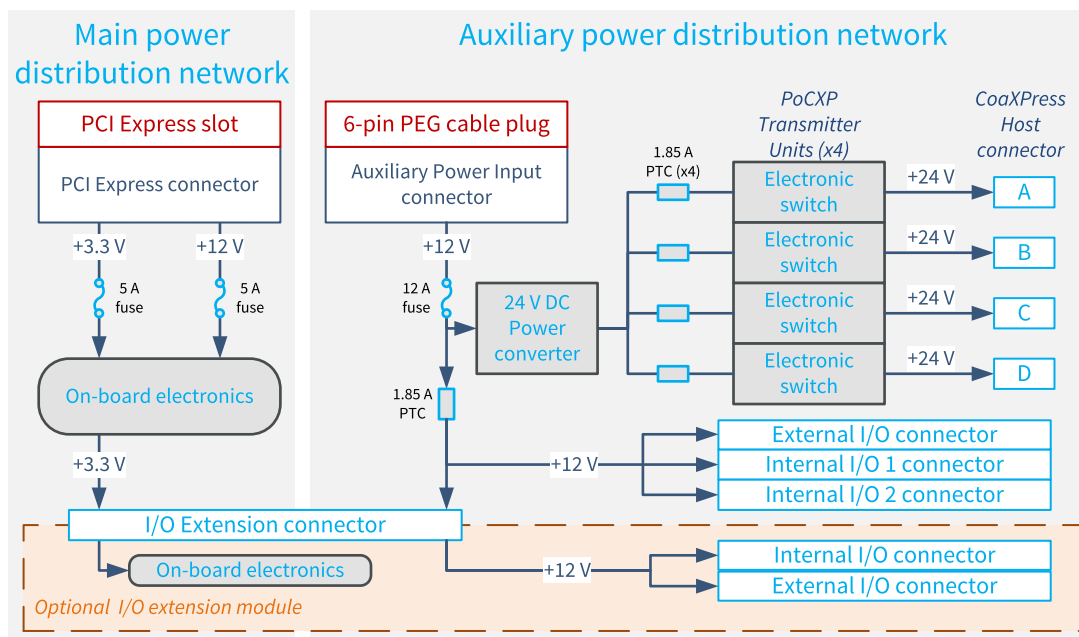 Main power
distribution network
PCI Express slot
PCI Express connector
+3.3 V
+12 V
5 A
fuse
5 A
fuse
On-board electronics
+3.3 V
Auxiliary power distribution network
6-pin PEG cable plug
Auxiliary Power Input
connector
+12 V
12 A
fuse
24 V DC
Power
converter
1.85 A
PTC
1.85 A
PTC (x4)
PoCXP
Transmitter
Units (x4)
CoaXPress
Host
connector
Electronic
switch
+24 V
A
Electronic
switch
+24 V
B
Electronic
switch
+24 V
C
Electronic
switch
+24 V
D
+12 V
External I/O connector
Internal I/O 1 connector
Internal I/O 2 connector
I/O Extension connector
On-board electronics
+12 V
Internal I/O connector
External I/O connector
Optional I/O extension module